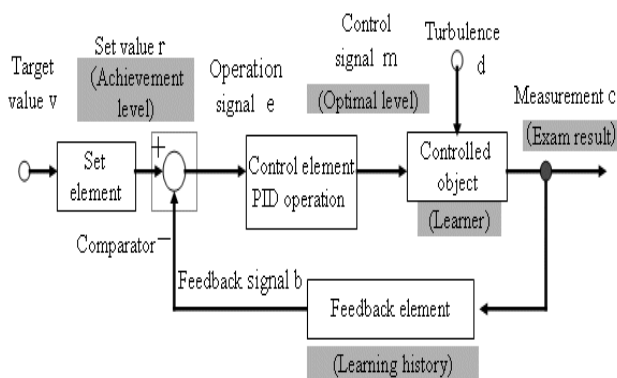 Target
value v
Set value r
(Achievement
level)
Operation
signal e
Control
signal m
(Optimal level)
Turbulence
d
Measurement c
(Exam result)
Set
element
+
Control element
PID operation
Controlled
object
(Learner)
Comparator
−
Feedback signal b
Feedback element
(Learning history)